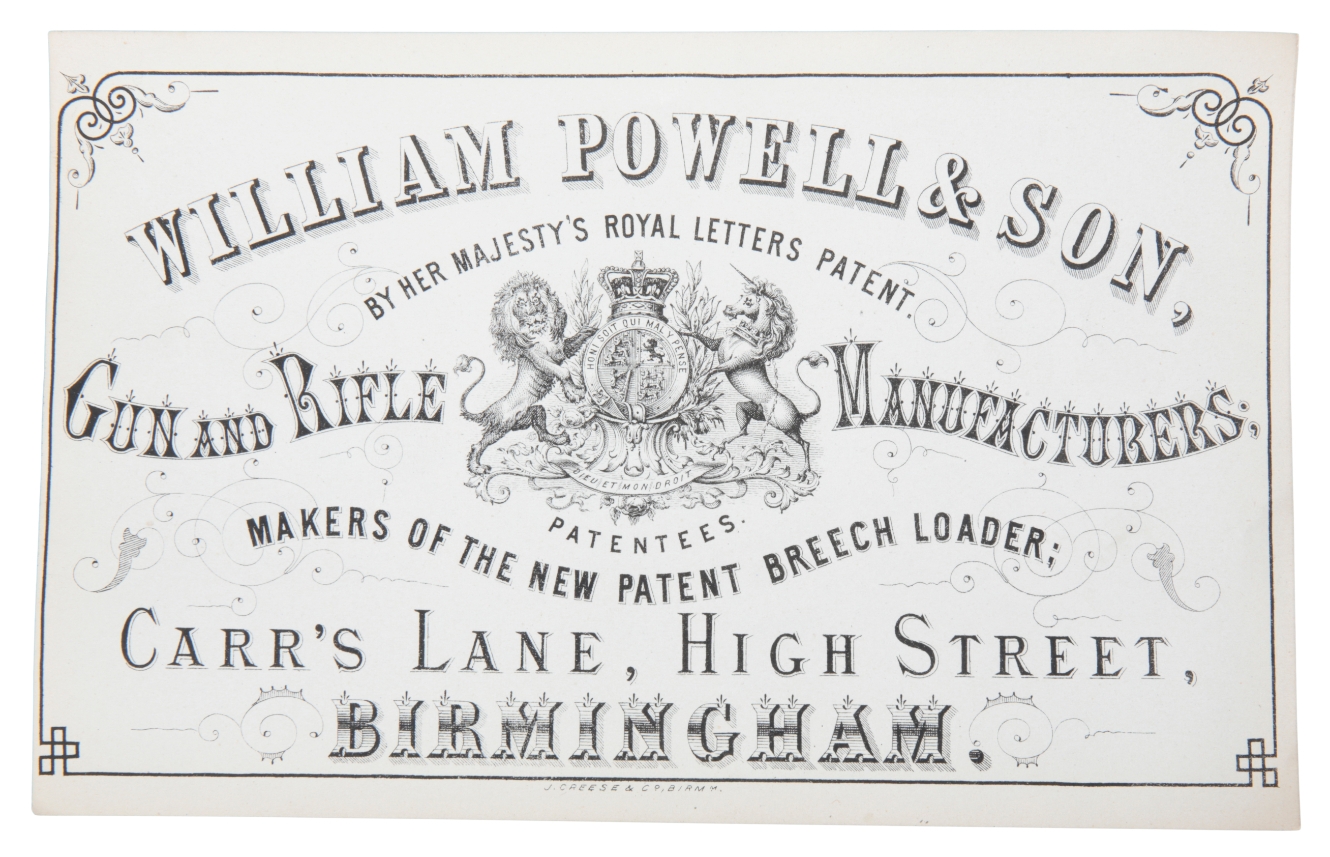 WILLIAM POWELL & SON,
BY HER MAJESTY'S ROYAL LETTERS PATENT.
HONI SOIT QUI MAL Y PENSE
GUN AND RIFLE MANUFACTURERS;
DIEU ET MON DROIT
PATENTEES.
MAKERS OF THE NEW PATENT BREECH LOADER;
CARR'S LANE, HIGH STREET,
BIRMINGHAM.
J. CREESE & CO, BIRMM.